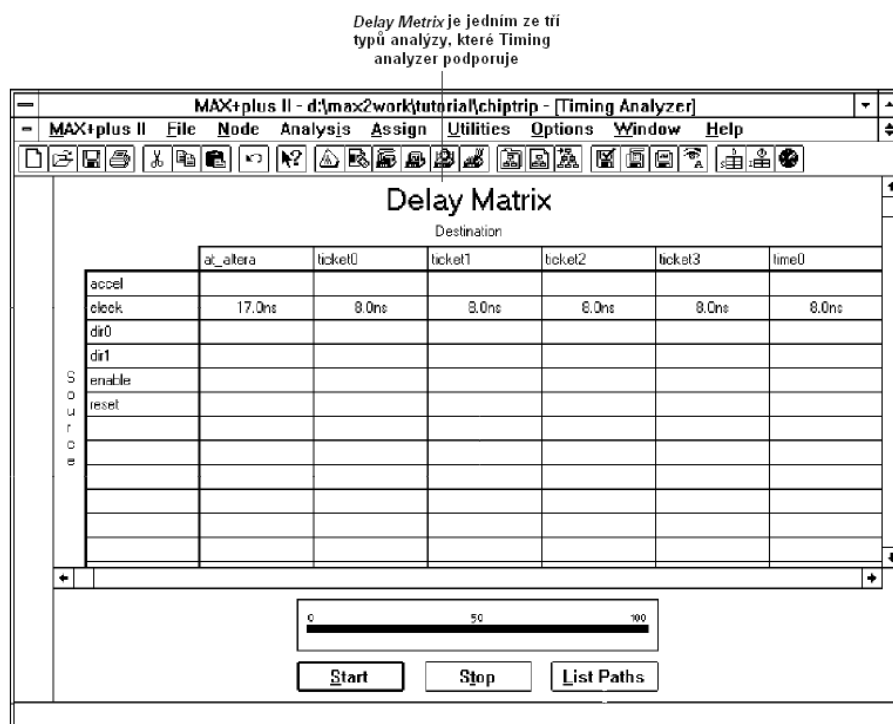 Delay Metrix je jedním ze tří
typů analýzy, které Timing
analyzer podporuje
MAX+plus II - d:\max2work\tutorial\chiptrip - [Timing Analyzer]
MAX+plus II File Node Analysis Assign Utilities Options Window Help
Delay Matrix
Destination
at_altera ticket0 ticket1 ticket2 ticket3 time0
accel
clock 17.0ns 8.0ns 8.0ns 8.0ns 8.0ns 8.0ns
dir0
dir1
enable
reset
Source
0 50 100
Start Stop List Paths